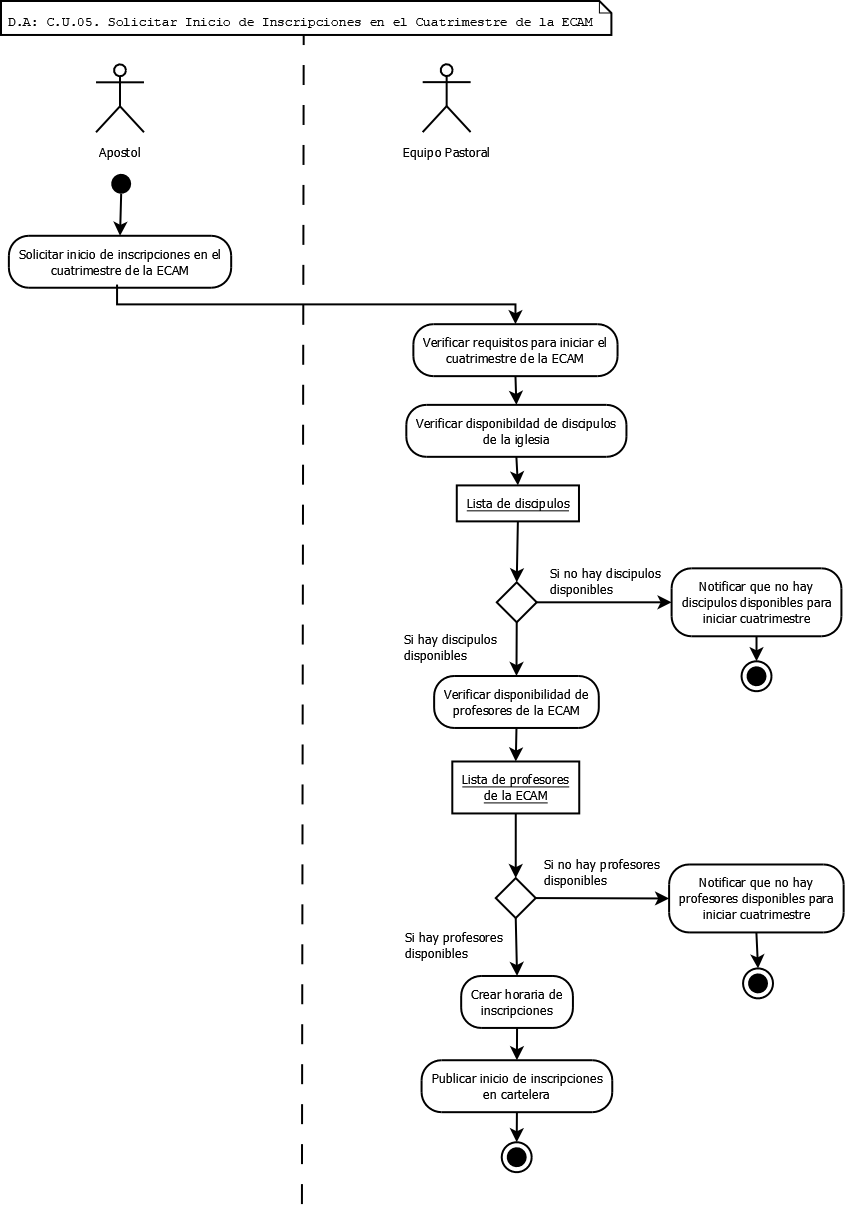 D.A: C.U.05. Solicitar Inicio de Inscripciones en el Cuatrimestre de la ECAM
Apostol
Equipo Pastoral
Solicitar inicio de inscripciones en el
cuatrimestre de la ECAM
Verificar requisitos para iniciar el
cuatrimestre de la ECAM
Verificar disponibildad de discipulos
de la iglesia
Lista de discipulos
Si no hay discipulos
disponibles
Notificar que no hay
discipulos disponibles para
iniciar cuatrimestre
Si hay discipulos
disponibles
Verificar disponibilidad de
profesores de la ECAM
Lista de profesores
de la ECAM
Si no hay profesores
disponibles
Notificar que no hay
profesores disponibles para
iniciar cuatrimestre
Si hay profesores
disponibles
Crear horaria de
inscripciones
Publicar inicio de inscripciones
en cartelera